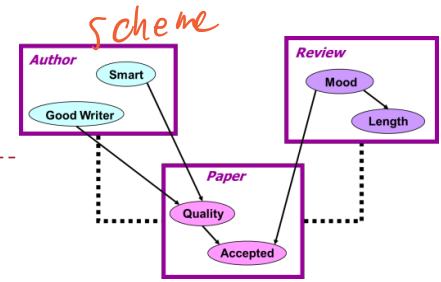 scheme
Author
Smart
Good Writer
Review
Mood
Length
Paper
Quality
Accepted